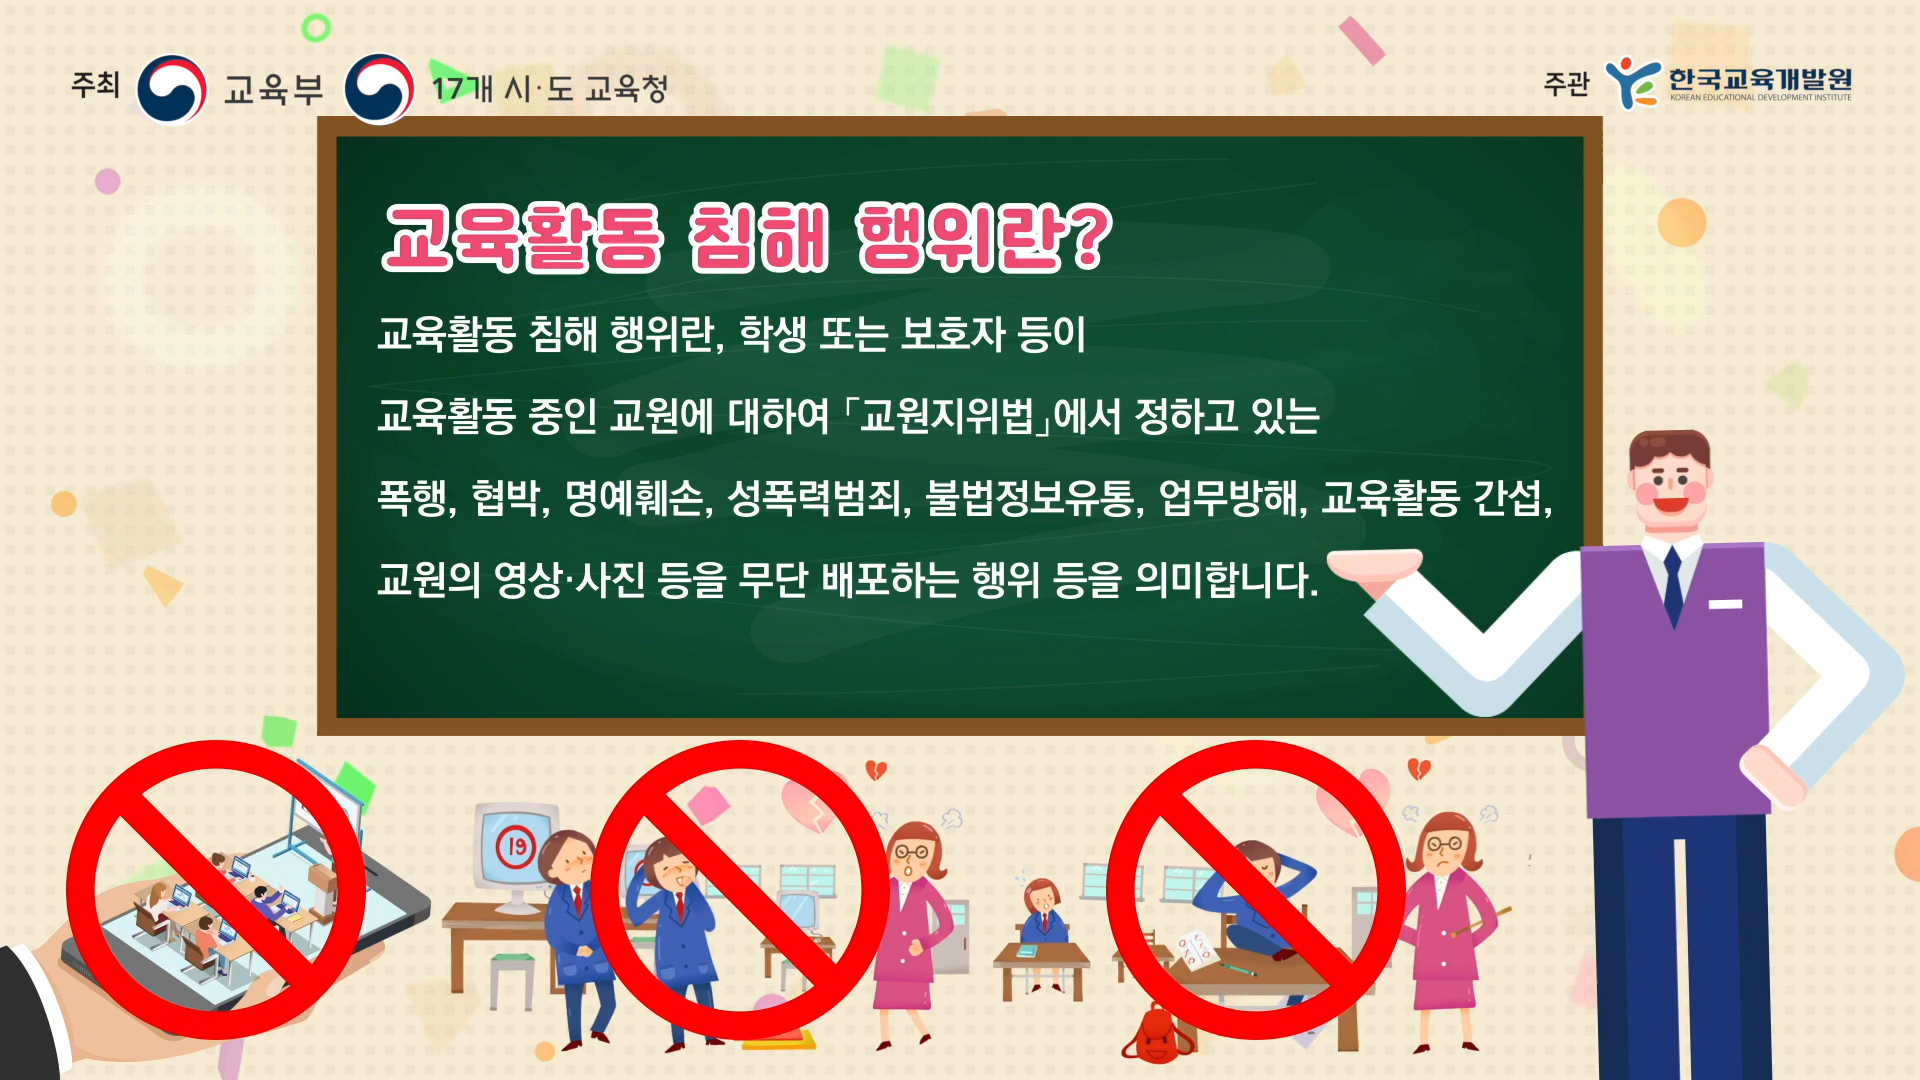 주최 교육부 17개 시·도 교육청
주관 한국교육개발원
KOREAN EDUCATIONAL DEVELOPMENT INSTITUTE
교육활동 침해 행위란?
교육활동 침해 행위란, 학생 또는 보호자 등이
교육활동 중인 교원에 대하여 「교원지위법」에서 정하고 있는
폭행, 협박, 명예훼손, 성폭력범죄, 불법정보유통, 업무방해, 교육활동 간섭,
교원의 영상·사진 등을 무단 배포하는 행위 등을 의미합니다.
19